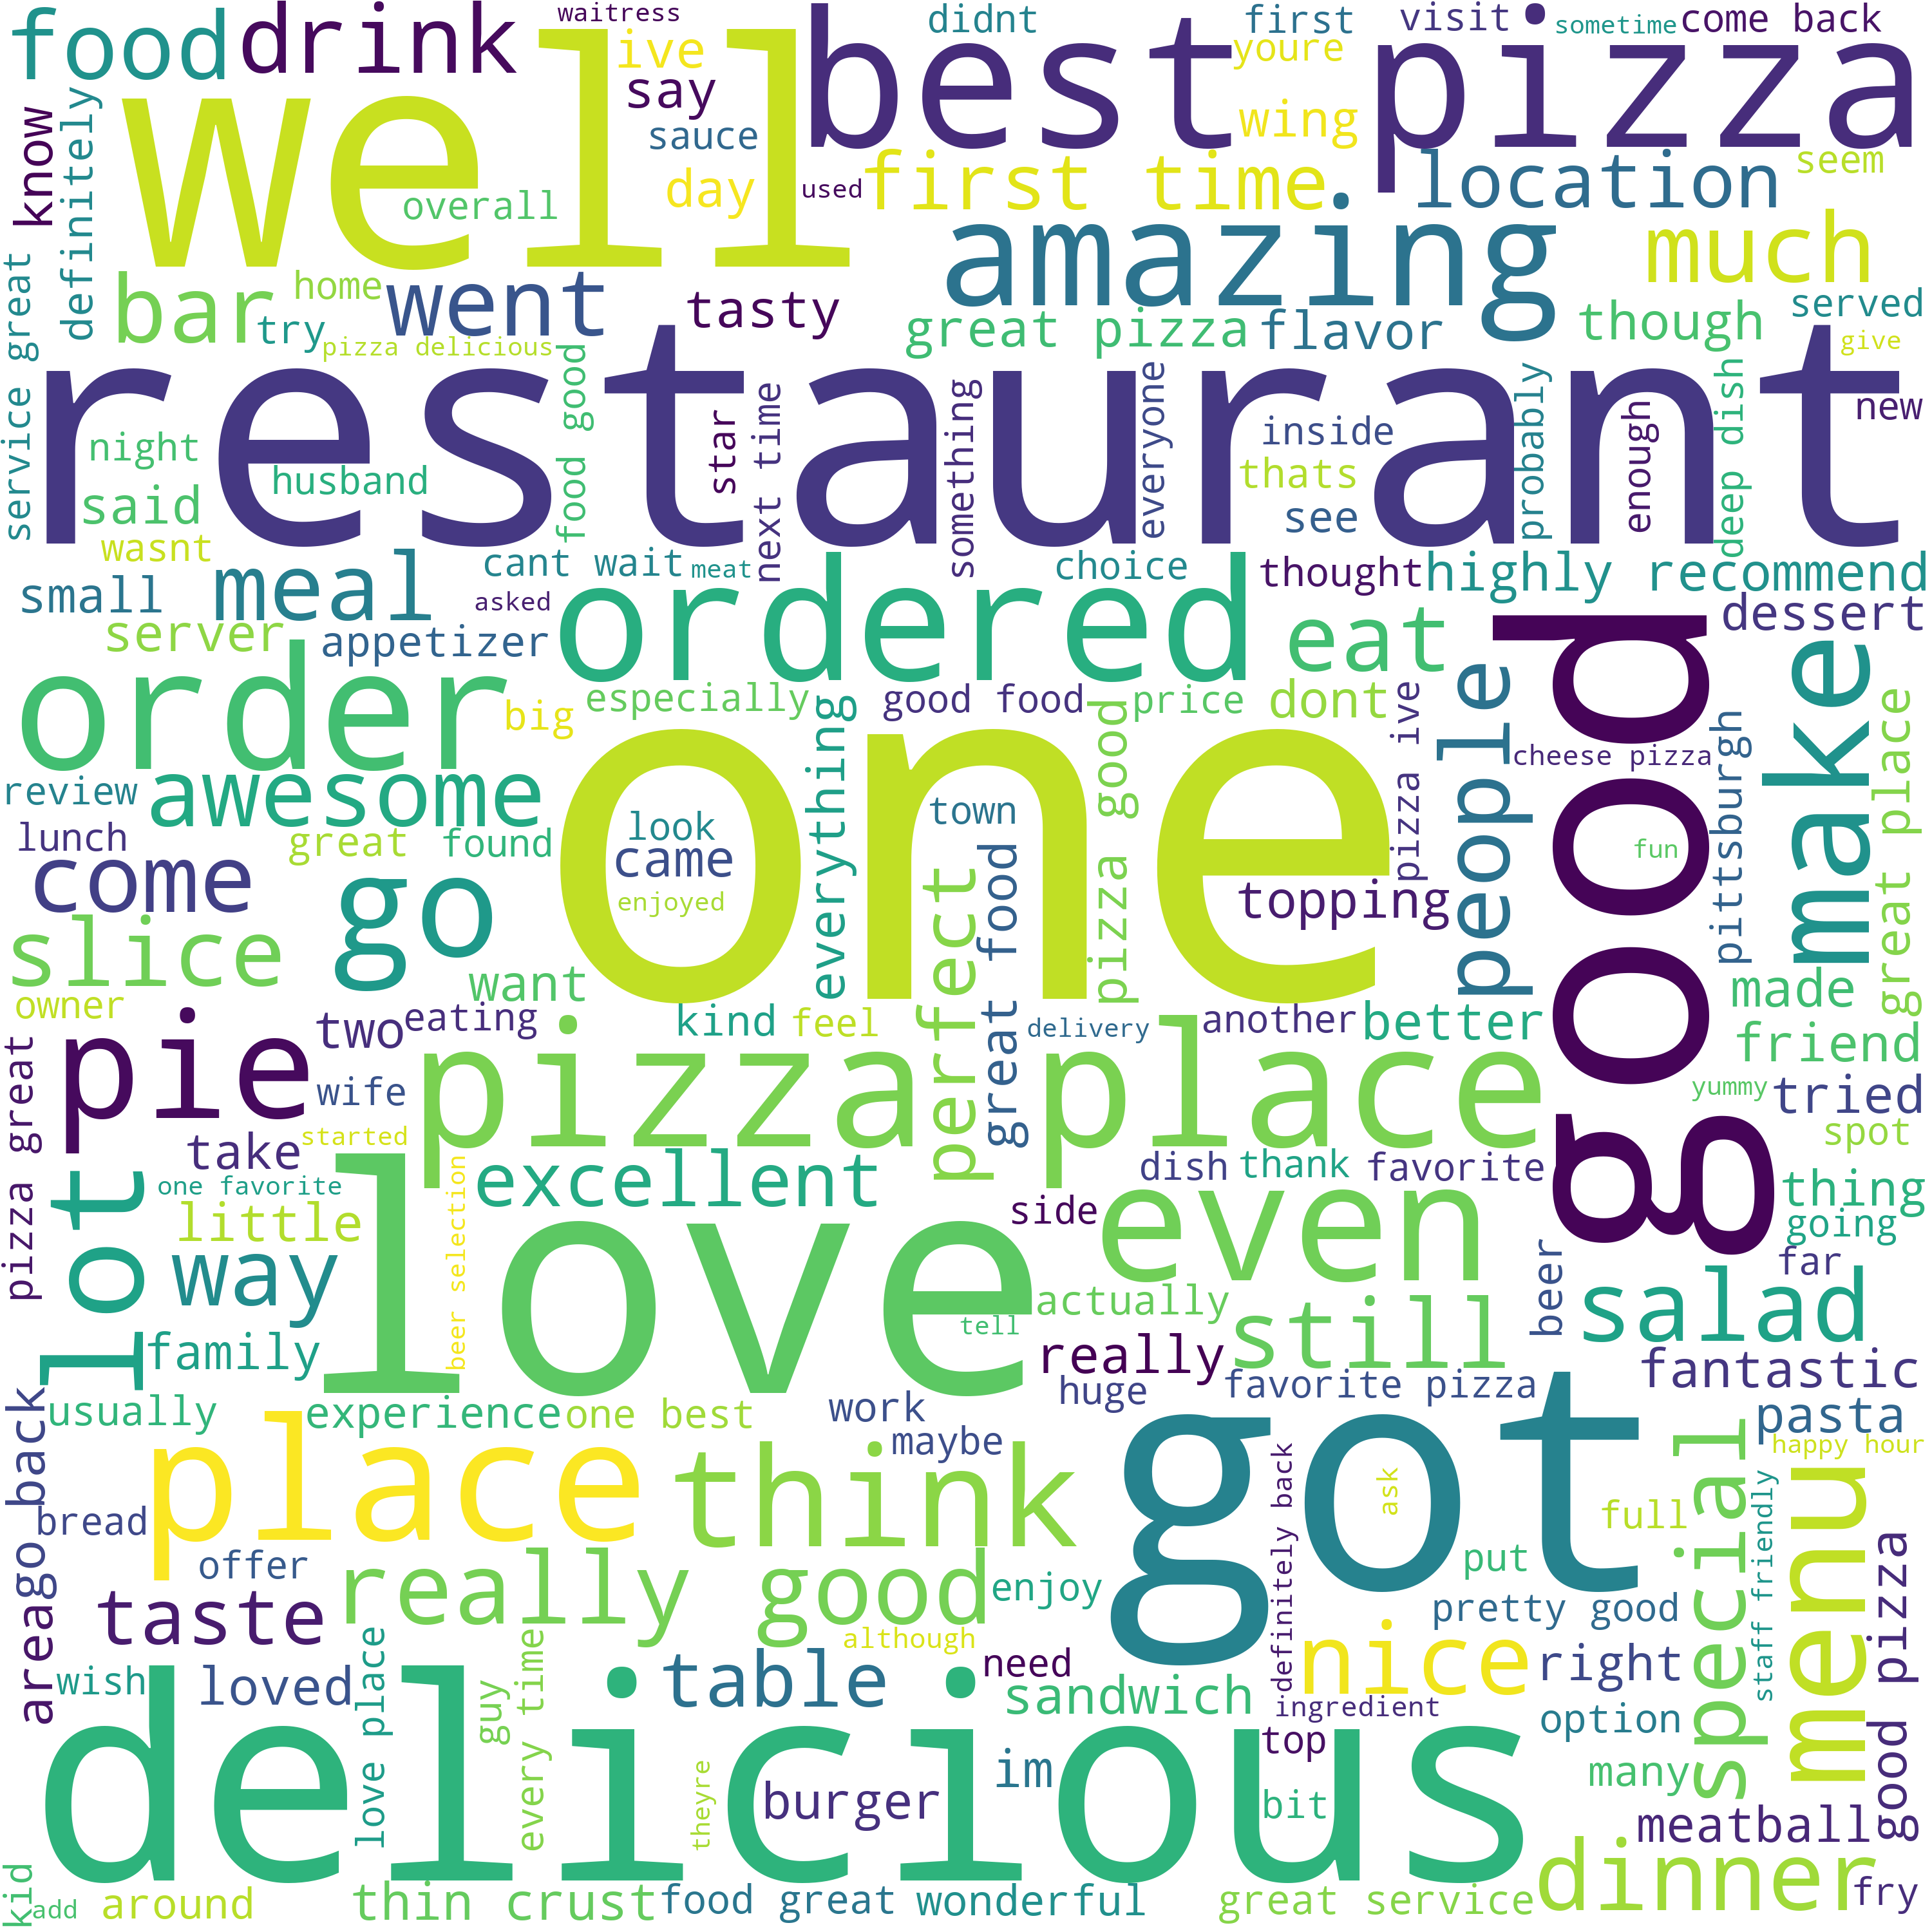 waitress
didnt
first
visit
sometime
come back
food
drink
ive
youre
well
best pizza
say
wing
know
definitely
sauce
day
used
first time
location
seem
overall
amazing
much
service great
bar
home
went
tasty
try
great pizza
flavor
though
served
pizza delicious
give
restaurant
food good
night
husband
star
next time
something
everyone
inside
thats
probably
enough
deep dish
new
said
see
wasnt
cant wait
meat
choice
thought
highly recommend
small
meal
asked
ordered
eat
dessert
server
appetizer
order
especially
good food
price
dont
people
good
make
big
one
everything
pizza good
pizza ive
cheese pizza
pittsburgh
great place
review
awesome
look
town
lunch
great
found
came
fun
come
go
enjoyed
perfect
great food
topping
slice
want
made
owner
two
eating
kind
feel
delivery
another
better
friend
pie
pizza place
pizza great
wife
yummy
tried
started
spot
take
love
excellent
dish
thank
favorite
one favorite
lot
beer selection
even
thing
little
side
going
way
beer
far
actually
salad
tell
family
really
still
huge
favorite pizza
fantastic
usually
experience
one best
work
got
pasta
go back
place
think
maybe
special
happy hour
menu
bread
definitely back
ask
full
staff friendly
offer
really good
enjoy
put
area
taste
pretty good
good pizza
although
wish
loved
love place
guy
every time
table
need
sandwich
nice
right
ingredient
delicious
top
option
theyre
burger
im
bit
many
meatball
kid
add
around
thin crust
food great
wonderful
great service
dinner
fry